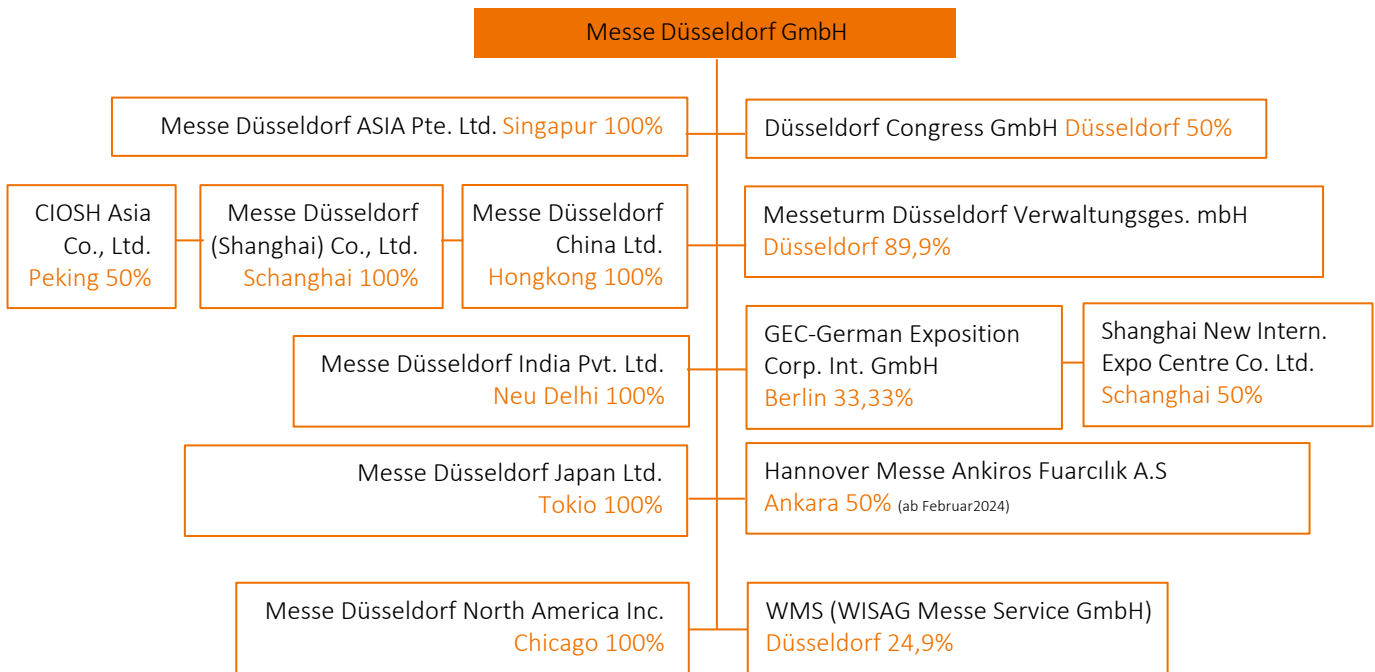 Messe Düsseldorf GmbH
Messe Düsseldorf ASIA Pte. Ltd. Singapur 100%
Düsseldorf Congress GmbH Düsseldorf 50%
CIOSH Asia
Co., Ltd.
Peking 50%
Messe Düsseldorf
(Shanghai) Co., Ltd.
Schanghai 100%
Messe Düsseldorf
China Ltd.
Hongkong 100%
Messeturm Düsseldorf Verwaltungsges. mbH
Düsseldorf 89,9%
Messe Düsseldorf India Pvt. Ltd.
Neu Delhi 100%
GEC-German Exposition
Corp. Int. GmbH
Berlin 33,33%
Shanghai New Intern.
Expo Centre Co. Ltd.
Schanghai 50%
Messe Düsseldorf Japan Ltd.
Tokio 100%
Hannover Messe Ankiros Fuarcılık A.S
Ankara 50% (ab Februar2024)
Messe Düsseldorf North America Inc.
Chicago 100%
WMS (WISAG Messe Service GmbH)
Düsseldorf 24,9%